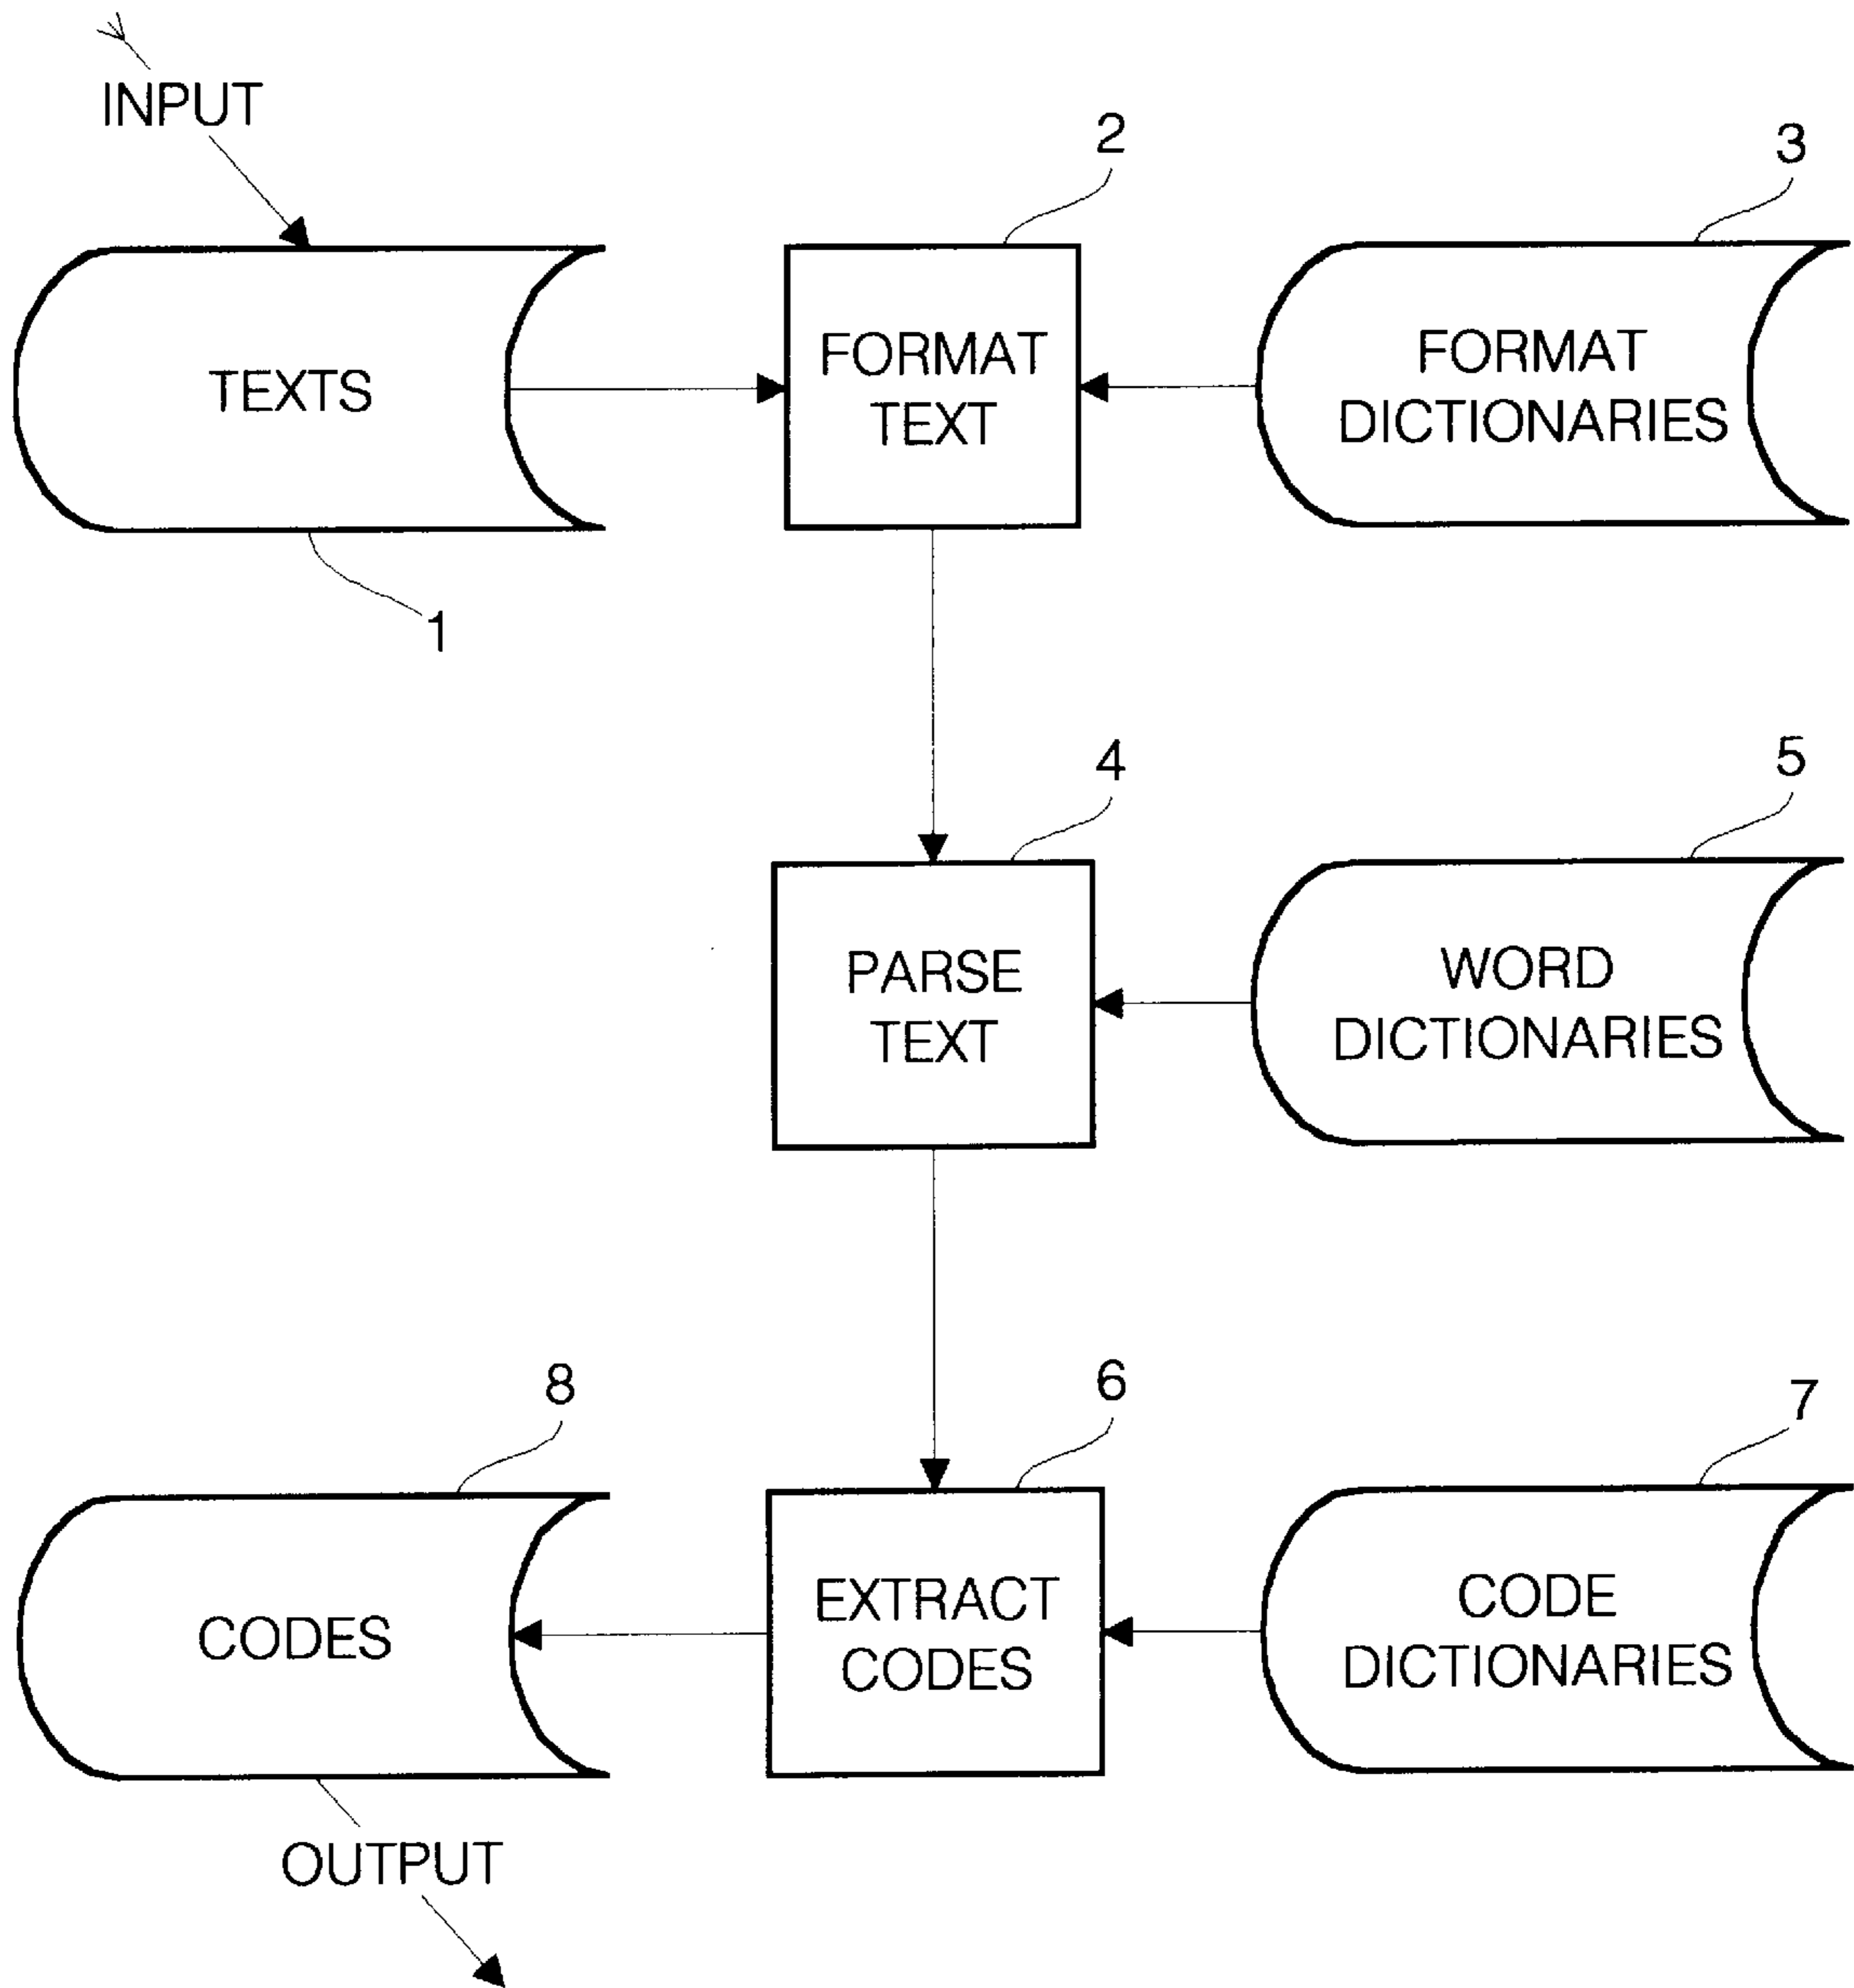 INPUT
2
3
TEXTS
FORMAT
TEXT
FORMAT
DICTIONARIES
1
4
5
PARSE
TEXT
WORD
DICTIONARIES
8
6
7
CODES
EXTRACT
CODES
CODE
DICTIONARIES
OUTPUT